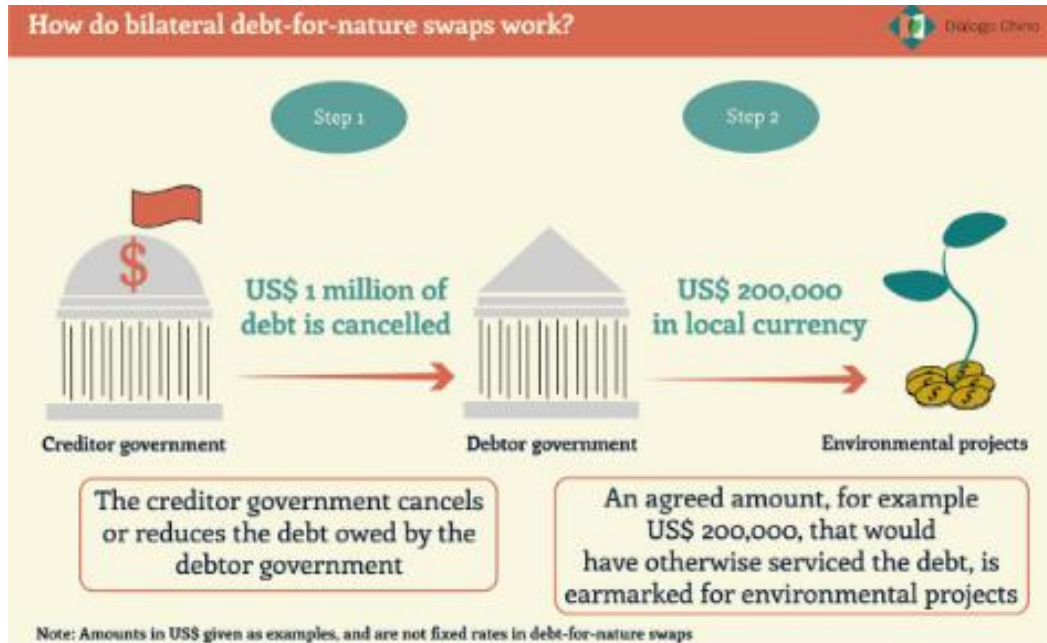 How do bilateral debt-for-nature swaps work?
Diálogo Chino
Step 1
Step 2
$
US$ 1 million of
debt is cancelled
US$ 200,000
in local currency
Creditor government
Debtor government
Environmental projects
The creditor government cancels
or reduces the debt owed by the
debtor government
An agreed amount, for example
US$ 200,000, that would
have otherwise serviced the debt, is
earmarked for environmental projects
Note: Amounts in US$ given as examples, and are not fixed rates in debt-for-nature swaps